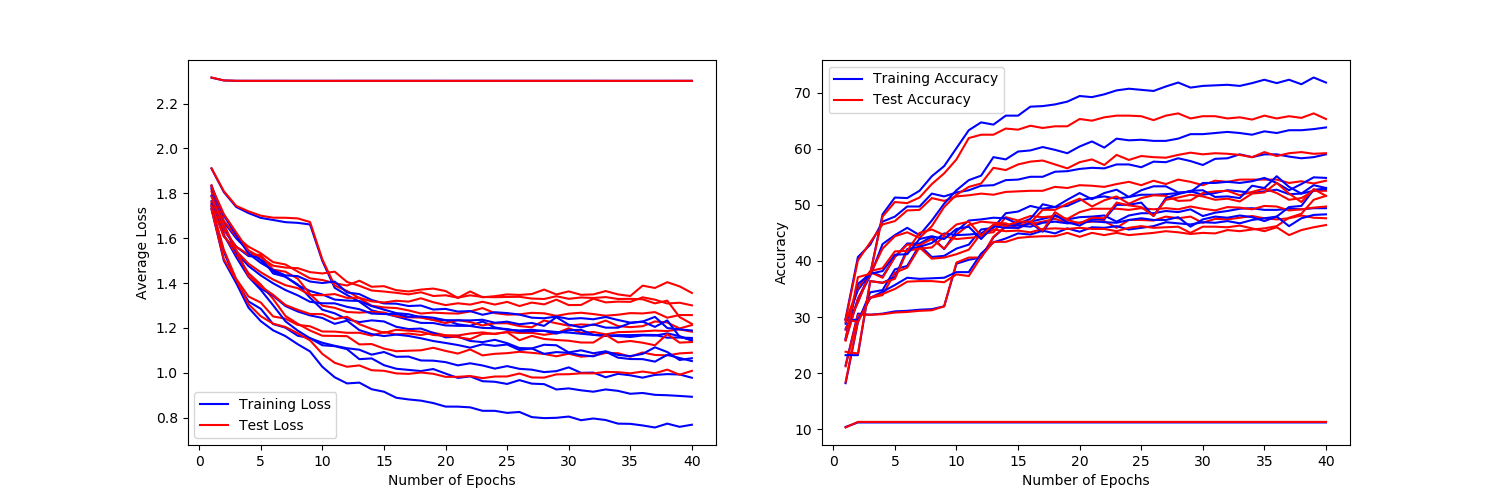 2.2
2.0
1.8
1.6
1.4
1.2
1.0
0.8
Average Loss
Training Loss
Test Loss
0 5 10 15 20 25 30 35 40
Number of Epochs
70
60
50
40
30
20
10
Accuracy
Training Accuracy
Test Accuracy
0 5 10 15 20 25 30 35 40
Number of Epochs